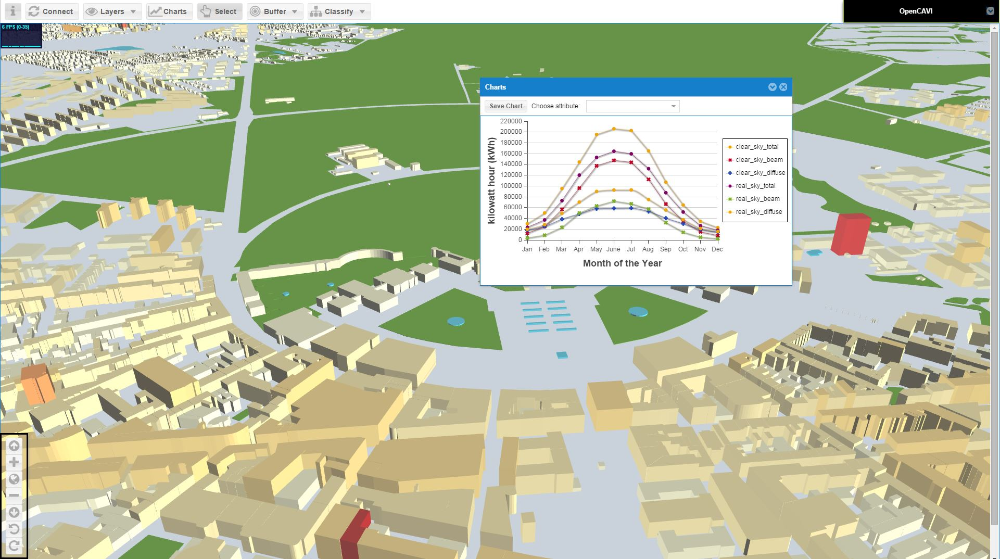 Connect Layers Charts Select Buffer Classify
OpenCAVI
6 FPS (0-35)
Charts
Save Chart Choose attribute:
220000
200000
180000
160000
140000
120000
100000
80000
60000
40000
20000
0
kilowatt hour (kWh)
Jan Feb Mar Apr May June Jul Aug Sep Oct Nov Dec
Month of the Year
clear_sky_total
clear_sky_beam
clear_sky_diffuse
real_sky_total
real_sky_beam
real_sky_diffuse